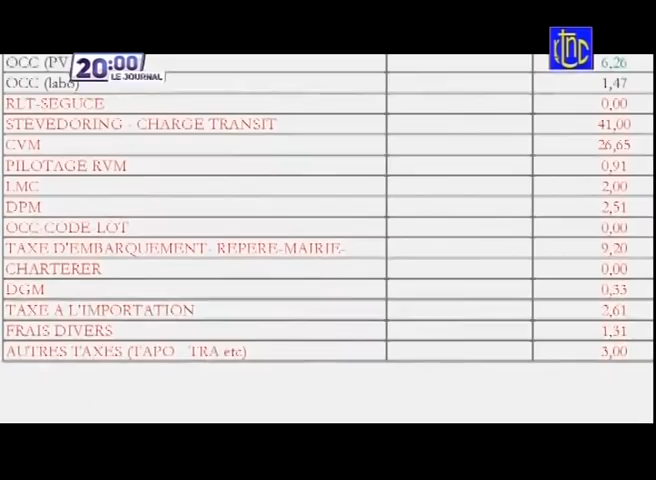 rtnc
OCC (PV 6,26
20:00
LE JOURNAL
OCC (labo) 1,47
RLT-SEGUCE 0,00
STEVEDORING - CHARGE TRANSIT 41,00
CVM 26,65
PILOTAGE RVM 0,91
LMC 2,00
DPM 2,51
OCC CODE LOT 0,00
TAXE D'EMBARQUEMENT- REPERE-MAIRIE- 9,20
CHARTERER 0,00
DGM 0,33
TAXE A L'IMPORTATION 2,61
FRAIS DIVERS 1,31
AUTRES TAXES (TAPO TRA etc) 3,00